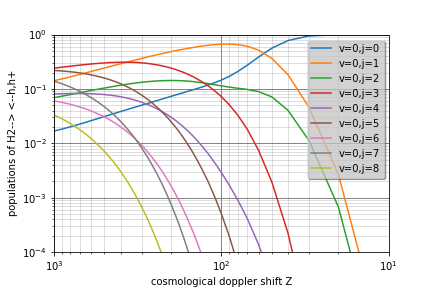 populations of H2--> <--h,h+
10⁰
10⁻¹
10⁻²
10⁻³
10⁻⁴
v=0,j=0
v=0,j=1
v=0,j=2
v=0,j=3
v=0,j=4
v=0,j=5
v=0,j=6
v=0,j=7
v=0,j=8
10³
10²
10¹
cosmological doppler shift Z